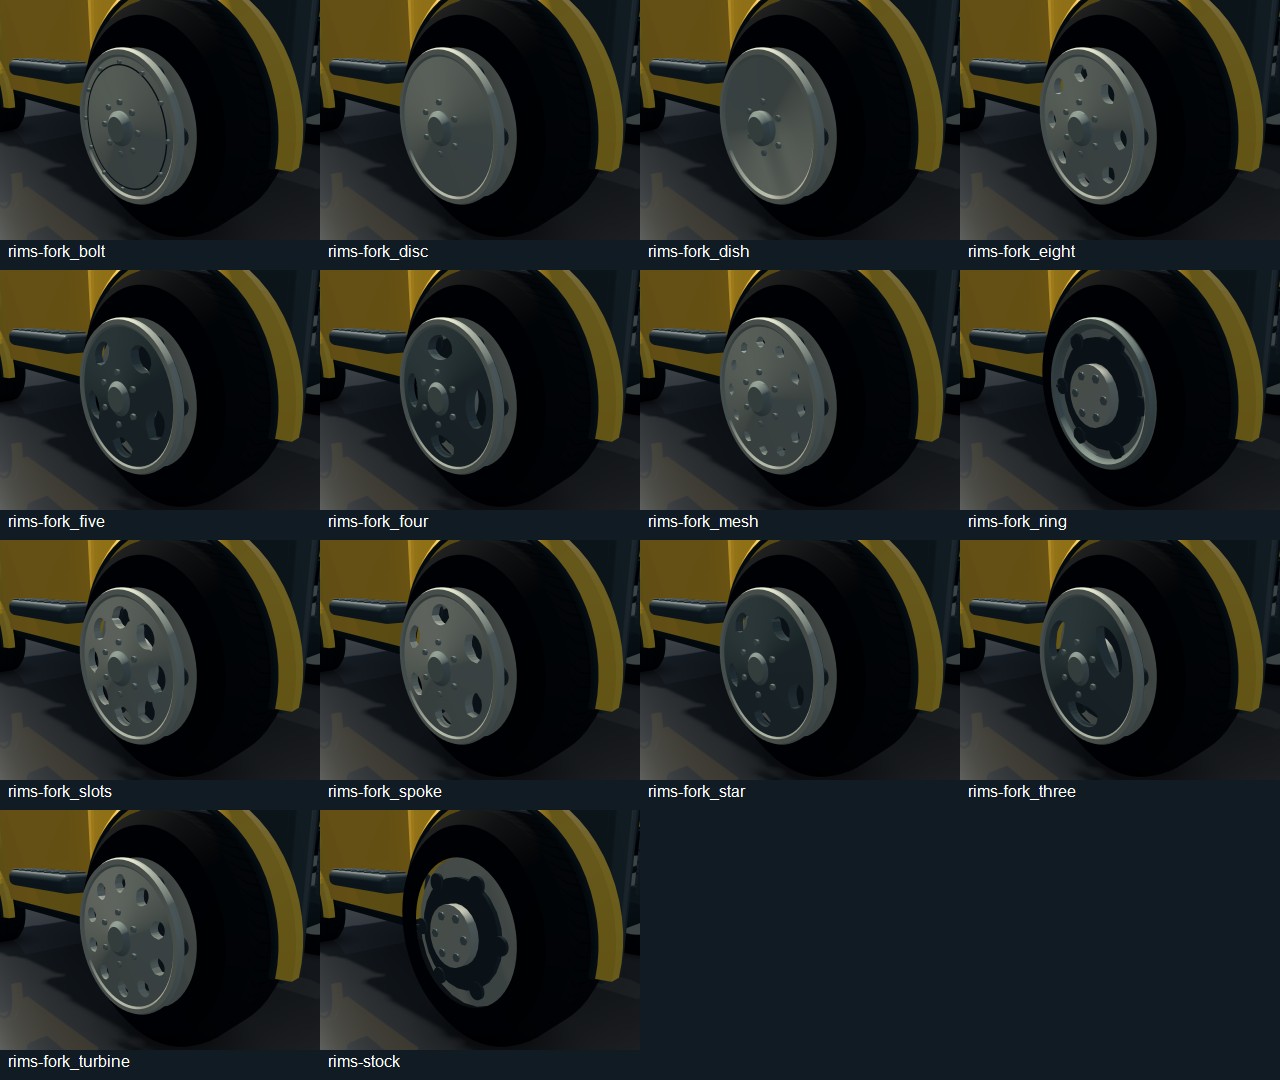 rims-fork_bolt
rims-fork_disc
rims-fork_dish
rims-fork_eight
rims-fork_five
rims-fork_four
rims-fork_mesh
rims-fork_ring
rims-fork_slots
rims-fork_spoke
rims-fork_star
rims-fork_three
rims-fork_turbine
rims-stock